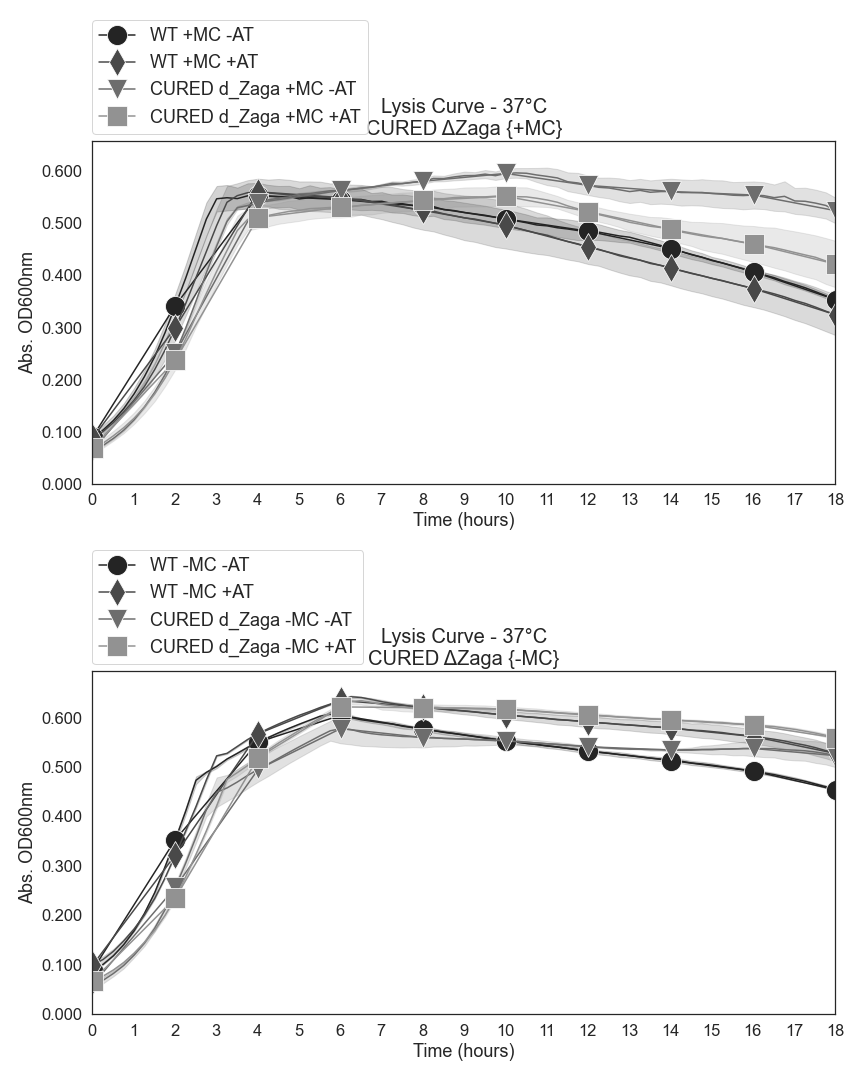 WT +MC -AT
WT +MC +AT
CURED d_Zaga +MC -AT
CURED d_Zaga +MC +AT
Lysis Curve - 37°C
CURED ΔZaga {+MC}
Abs. OD600nm
0.600
0.500
0.400
0.300
0.200
0.100
0.000
0 1 2 3 4 5 6 7 8 9 10 11 12 13 14 15 16 17 18
Time (hours)
WT -MC -AT
WT -MC +AT
CURED d_Zaga -MC -AT
CURED d_Zaga -MC +AT
Lysis Curve - 37°C
CURED ΔZaga {-MC}
Abs. OD600nm
0.600
0.500
0.400
0.300
0.200
0.100
0.000
0 1 2 3 4 5 6 7 8 9 10 11 12 13 14 15 16 17 18
Time (hours)